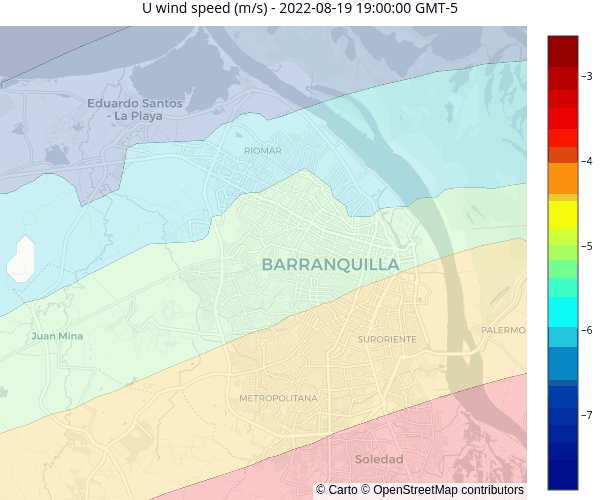 U wind speed (m/s) - 2022-08-19 19:00:00 GMT-5
Eduardo Santos
- La Playa
RIOMAR
BARRANQUILLA
Juan Mina
SURORIENTE
PALERMO
METROPOLITANA
Soledad
© Carto © OpenStreetMap contributors
−3
−4
−5
−6
−7